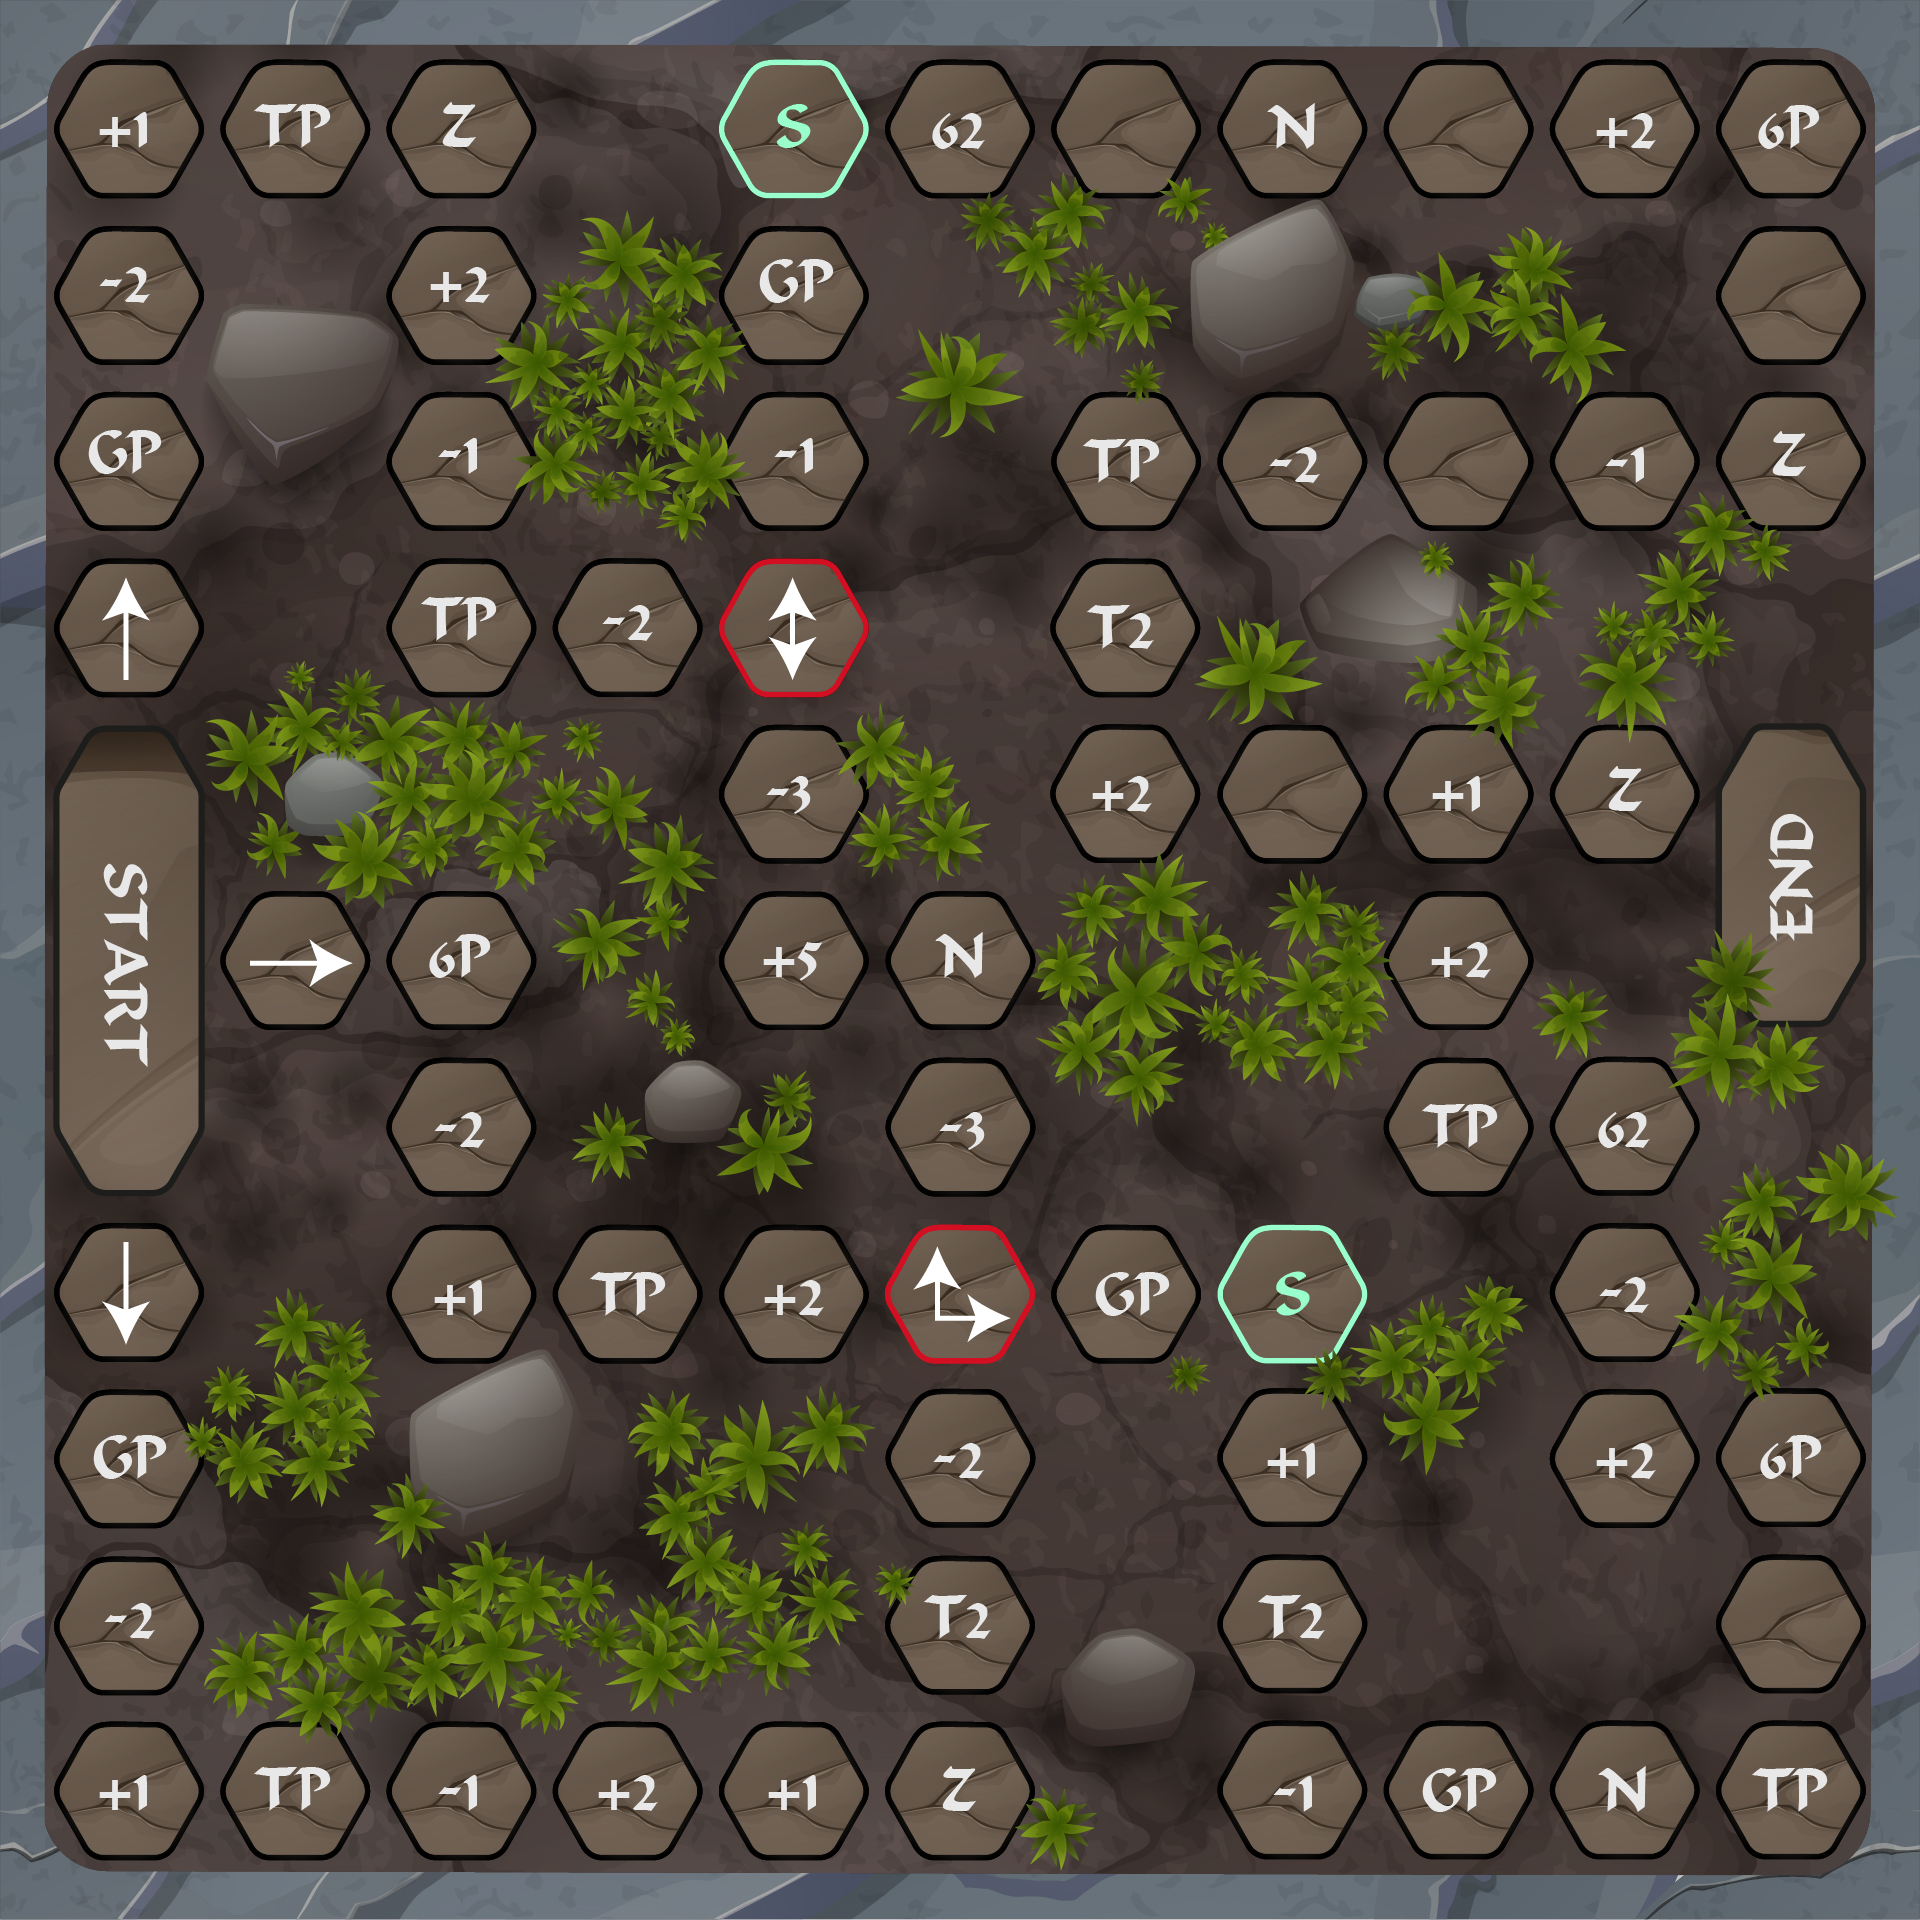 +1 TP Z S 62 N +2 6P
-2 +2 GP
GP -1 -1 TP -2 -1 Z
TP -2 T2
-3 +2 +1 Z
START
END
6P +5 N +2
-2 -3 TP 62
+1 TP +2 GP S -2
GP -2 +1 +2 6P
-2 T2 T2
+1 TP -1 +2 +1 Z -1 GP N TP